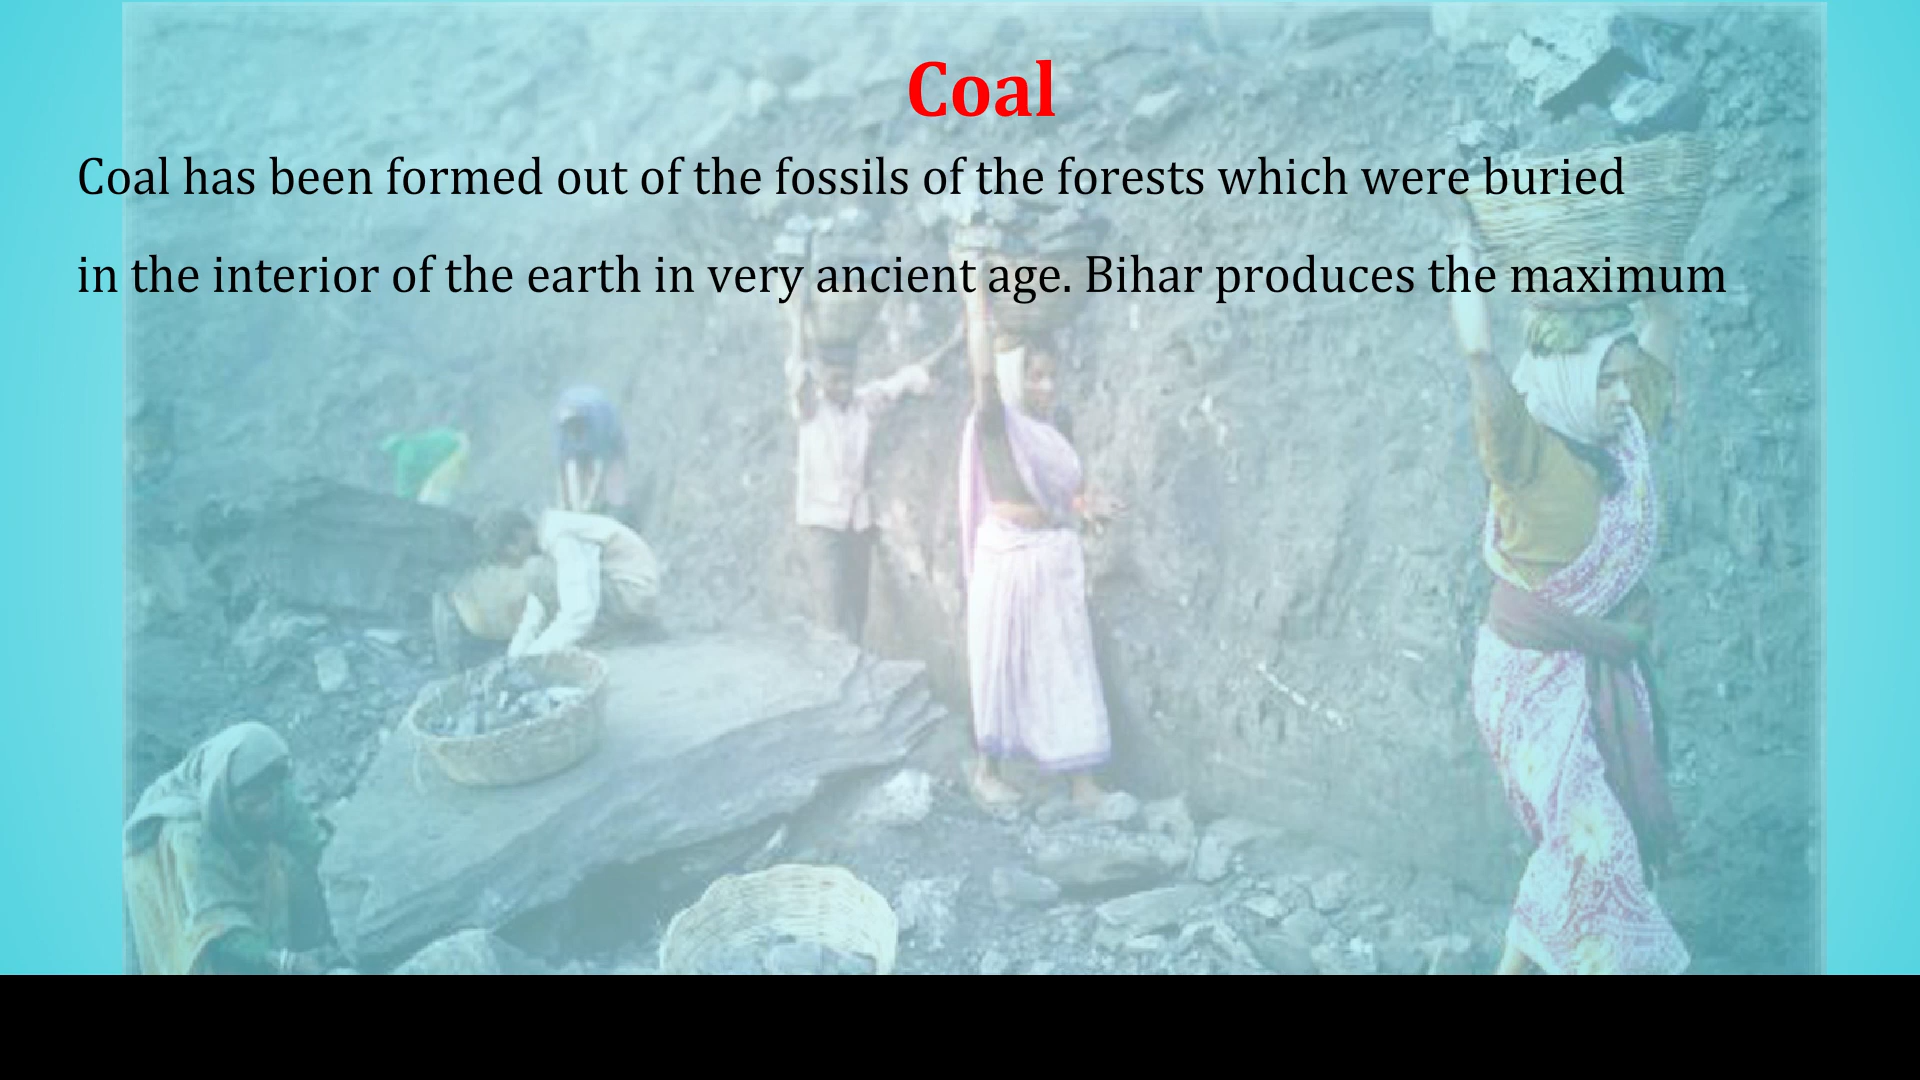 Coal
Coal has been formed out of the fossils of the forests which were buried
in the interior of the earth in very ancient age. Bihar produces the maximum